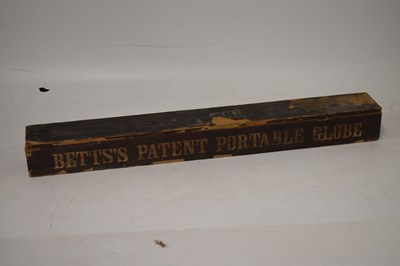 BETTS'S PATENT PORTABLE GLOBE